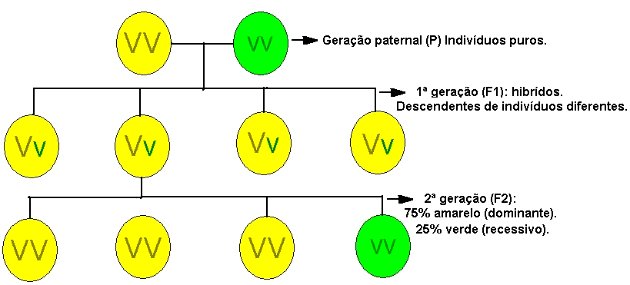 VV
vv
Geração paternal (P) Indivíduos puros.
1ª geração (F1): hibrídos.
Descendentes de indivíduos diferentes.
Vv
Vv
Vv
Vv
2ª geração (F2):
75% amarelo (dominante).
25% verde (recessivo).
VV
VV
VV
vv